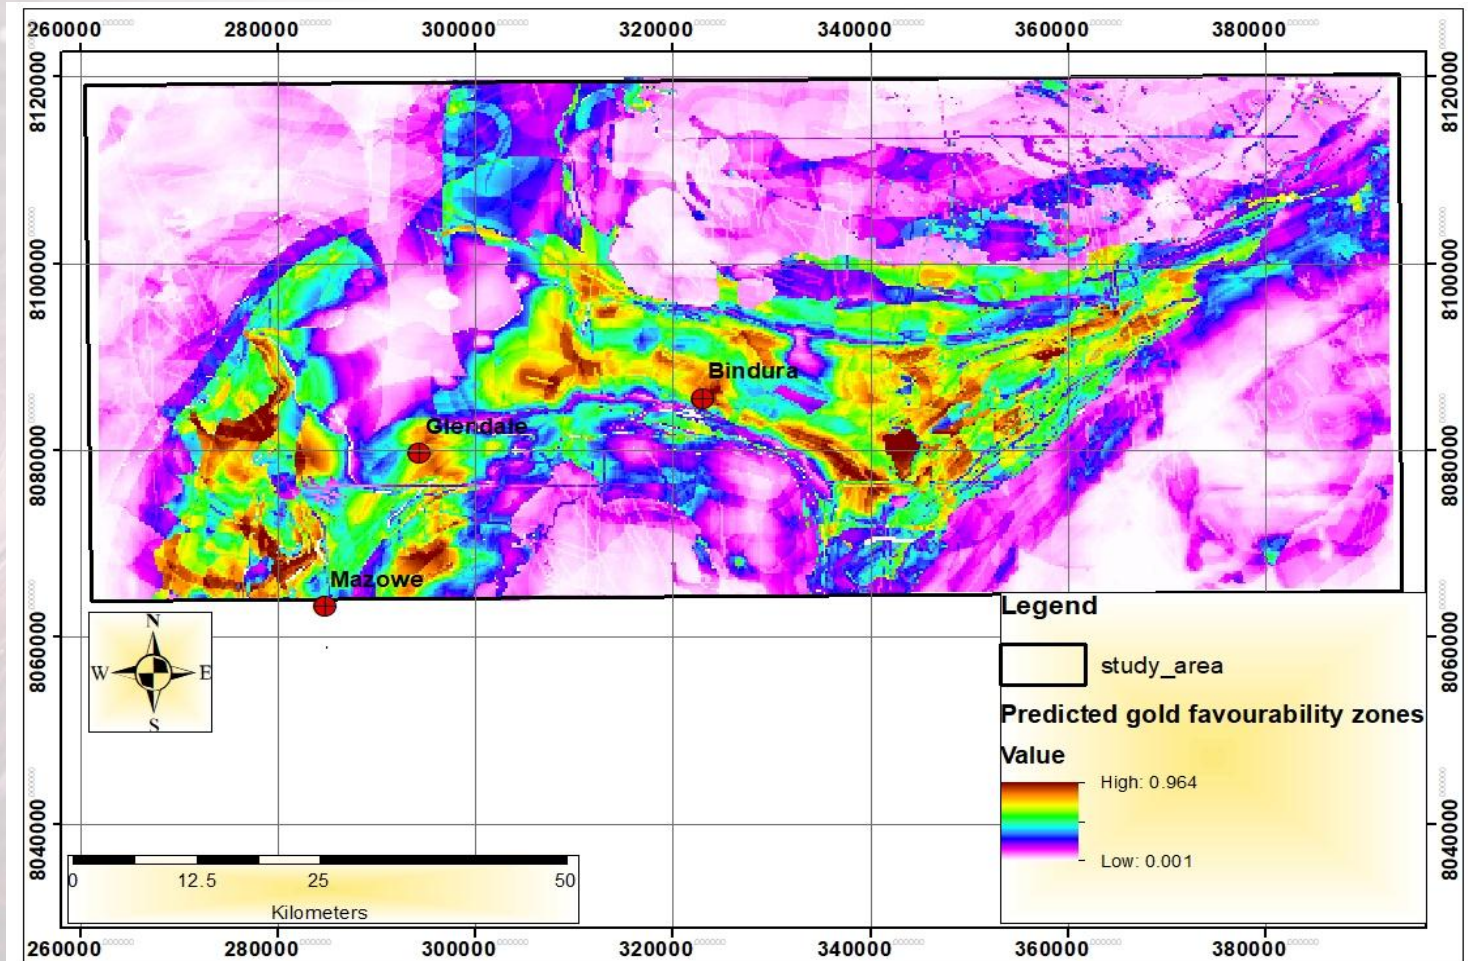 260000 280000 300000 320000 340000 360000 380000
8120000 8120000
8100000 8100000
Bindura
Glendale
8080000 8080000
Mazowe
N
W E
S
8060000 8060000
Legend
study_area
Predicted gold favourability zones
Value
High: 0.964
Low: 0.001
8040000 8040000
0 12.5 25 50
Kilometers
260000 280000 300000 320000 340000 360000 380000